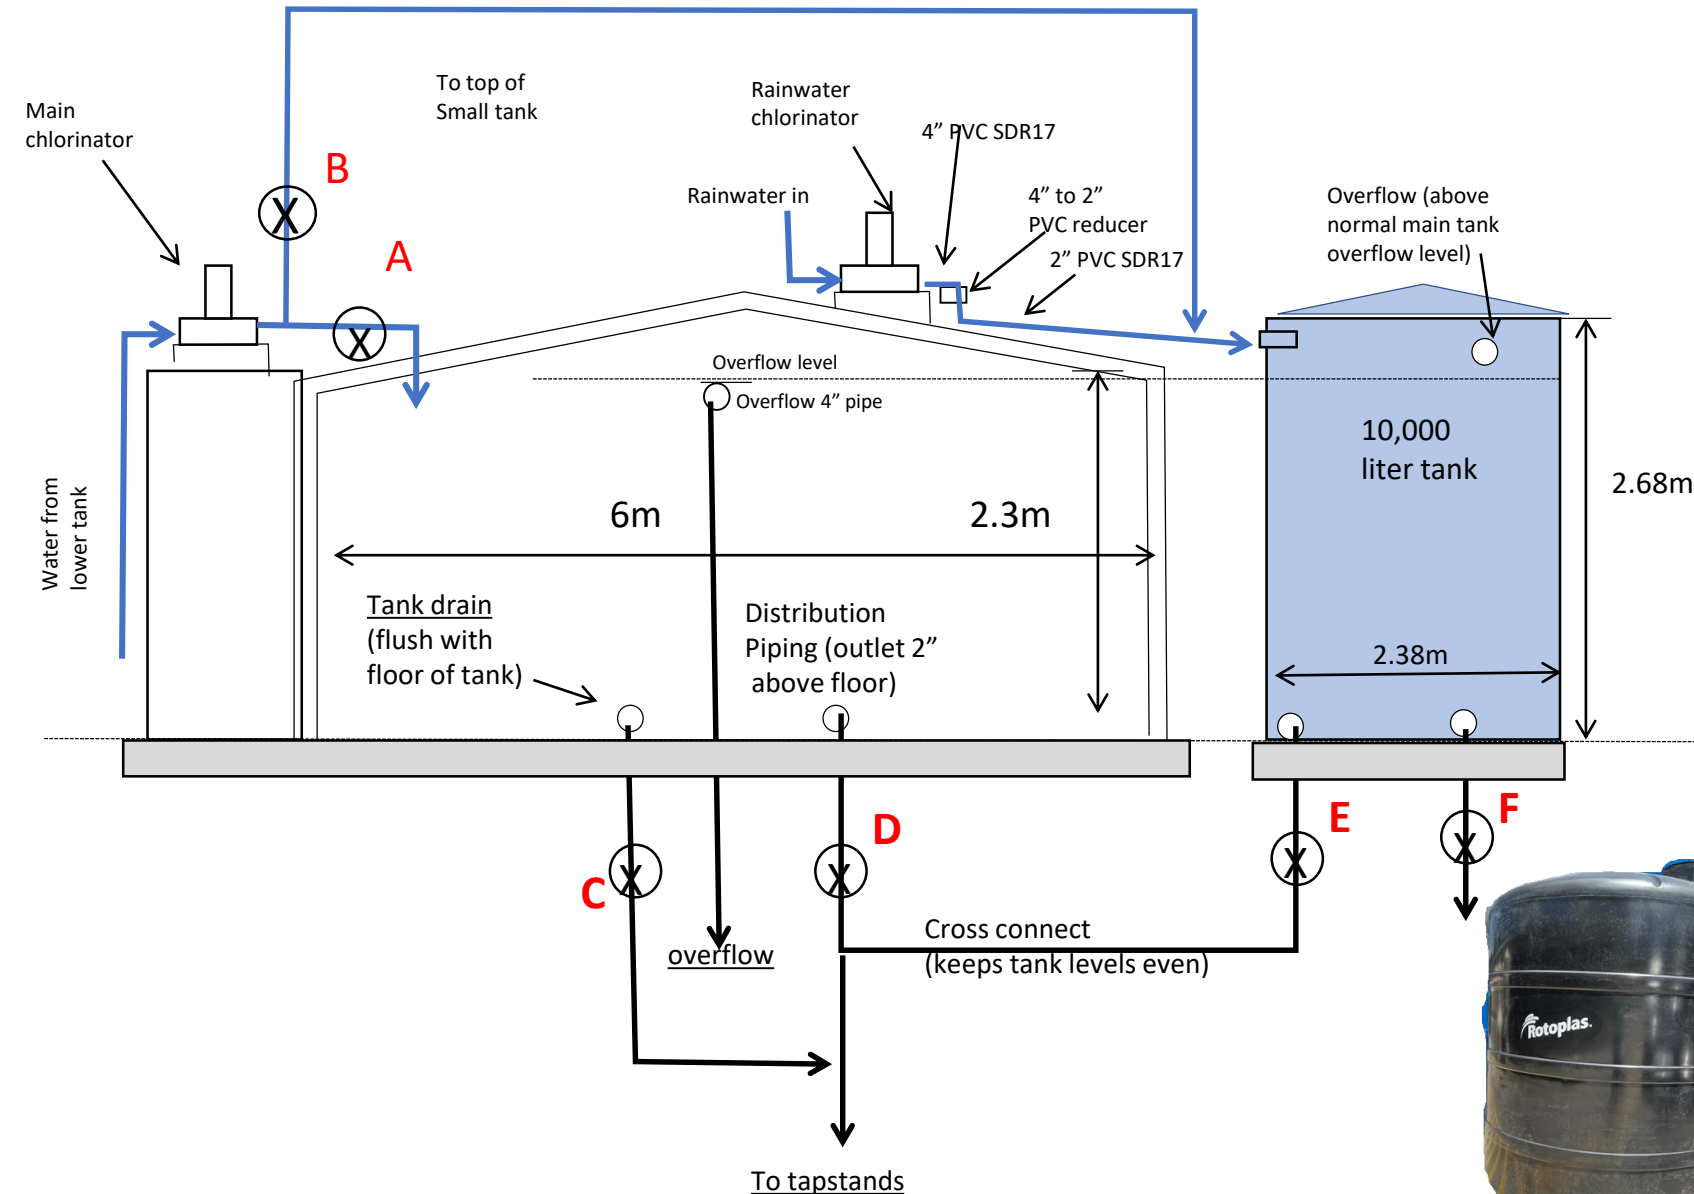 To top of
Small tank
Main
chlorinator
Rainwater
chlorinator
4” PVC SDR17
B
Rainwater in
4” to 2”
PVC reducer
2” PVC SDR17
Overflow (above
normal main tank
overflow level)
A
X
X
Overflow level
Overflow 4” pipe
10,000
liter tank
2.68m
6m
2.3m
Water from
lower tank
Tank drain
(flush with
floor of tank)
Distribution
Piping (outlet 2”
above floor)
2.38m
C
X
D
X
E
X
F
X
overflow
Cross connect
(keeps tank levels even)
Rotoplas.
To tapstands